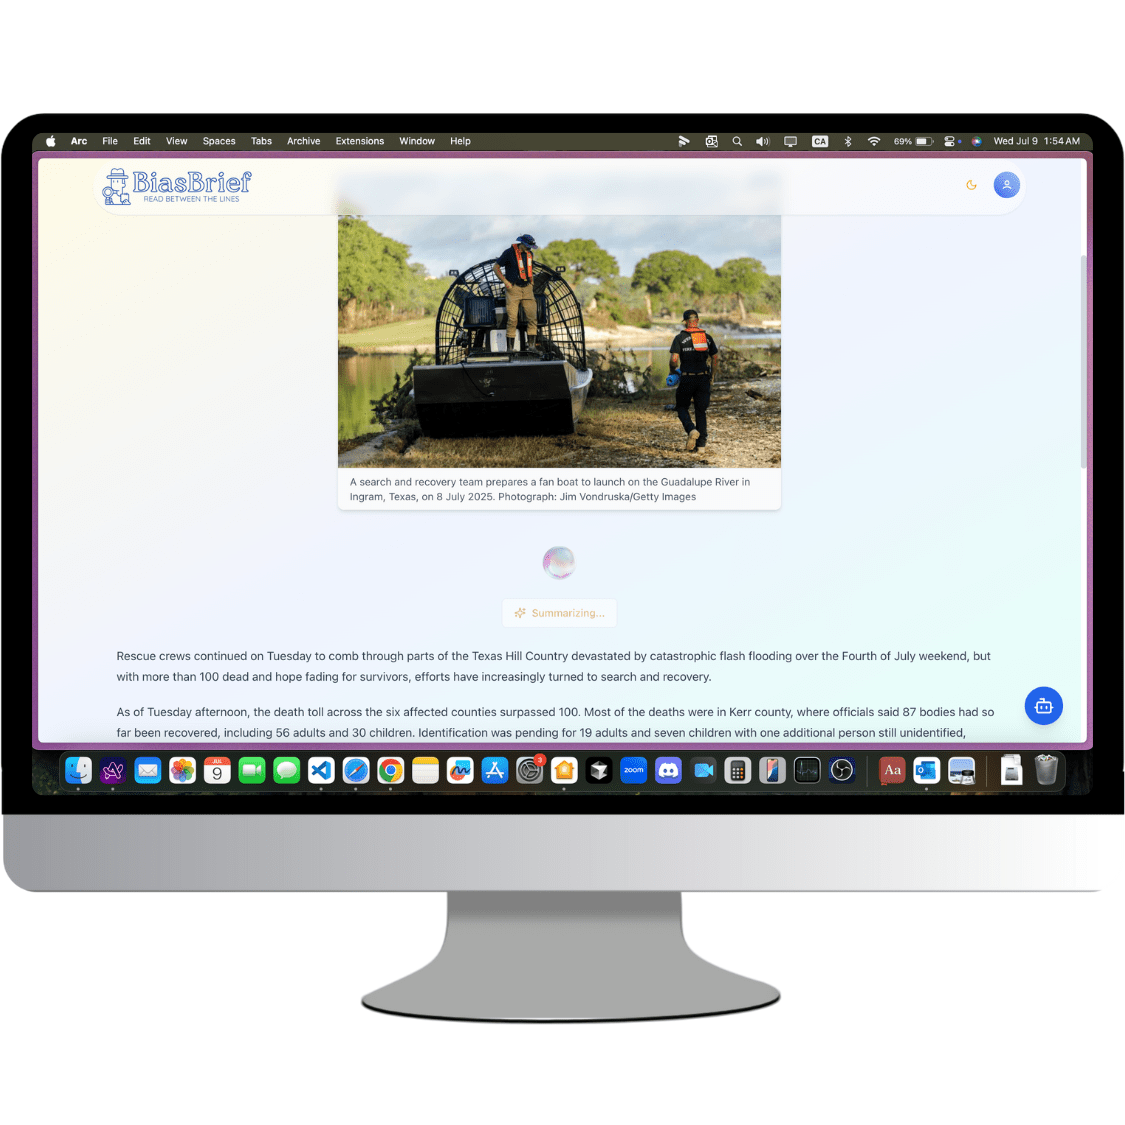 Arc File Edit View Spaces Tabs Archive Extensions Window Help CA 69% Wed Jul 9 1:54 AM
BiasBrief
READ BETWEEN THE LINES
A search and recovery team prepares a fan boat to launch on the Guadalupe River in
Ingram, Texas, on 8 July 2025. Photograph: Jim Vondruska/Getty Images
Summarizing...
Rescue crews continued on Tuesday to comb through parts of the Texas Hill Country devastated by catastrophic flash flooding over the Fourth of July weekend, but
with more than 100 dead and hope fading for survivors, efforts have increasingly turned to search and recovery.
As of Tuesday afternoon, the death toll across the six affected counties surpassed 100. Most of the deaths were in Kerr county, where officials said 87 bodies had so
far been recovered, including 56 adults and 30 children. Identification was pending for 19 adults and seven children with one additional person still unidentified,
JUL
9
3
zoom
Aa